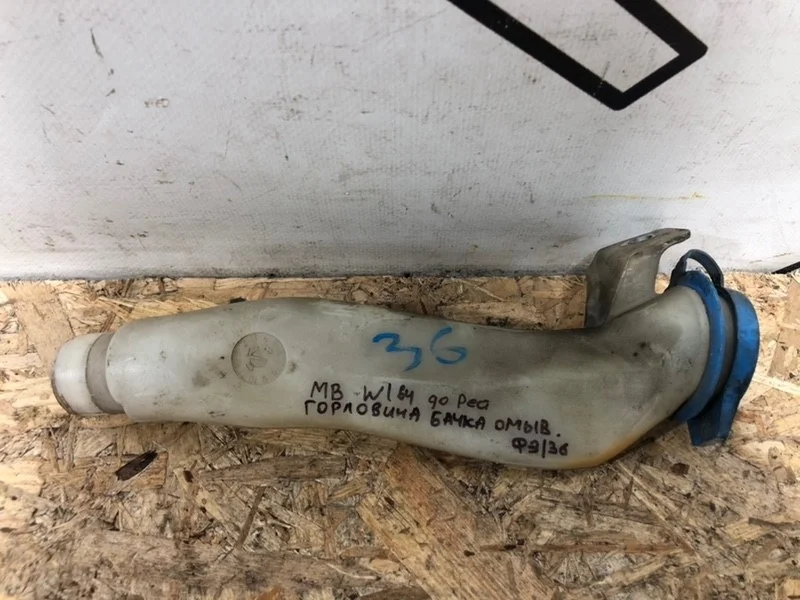 36
MB W164 до рест
ГОРЛОВИНА БАЧКА ОМЫВ.
Ф9/36